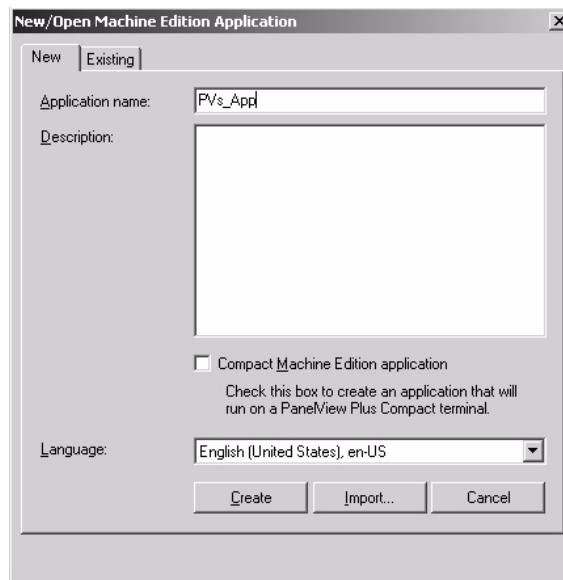 New/Open Machine Edition Application
New
Existing
Application name:
PVs_App
Description:
Compact Machine Edition application
Check this box to create an application that will
run on a PanelView Plus Compact terminal.
Language:
English (United States), en-US
Create
Import...
Cancel